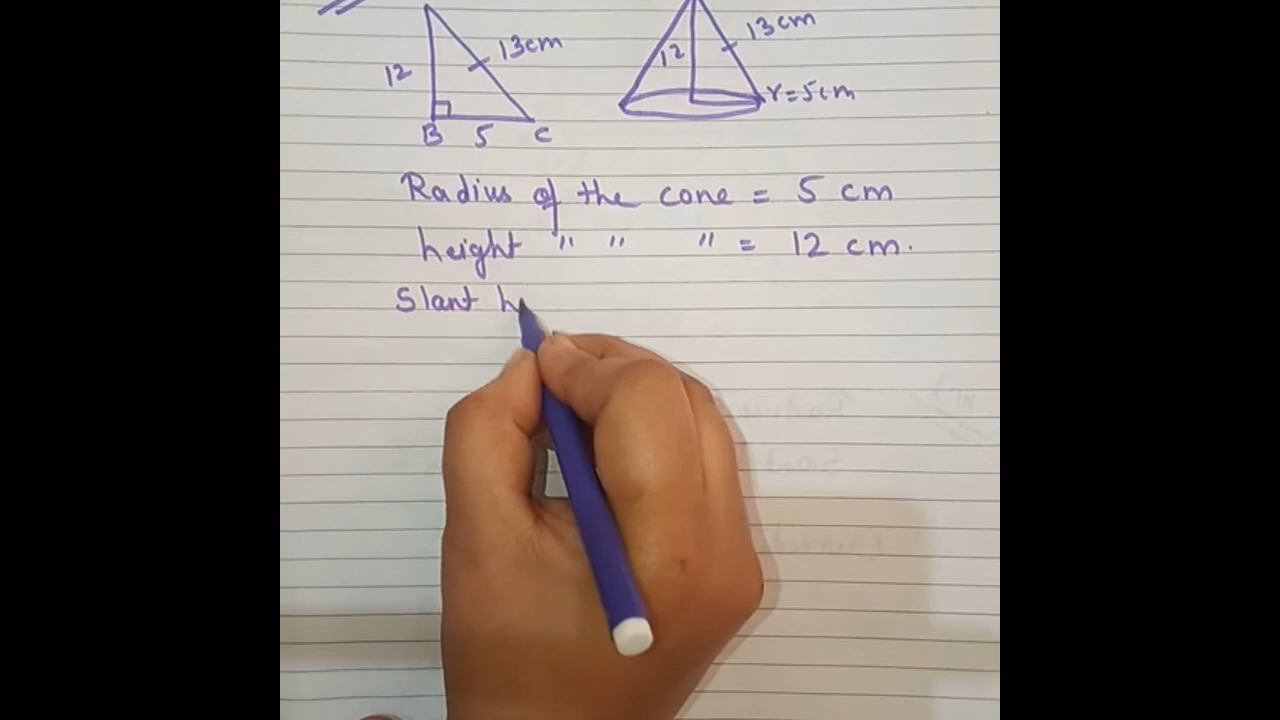 13cm 13cm
12 12
r=5cm
B 5 C
Radius of the cone = 5 cm
height " " " = 12 cm.
Slant h